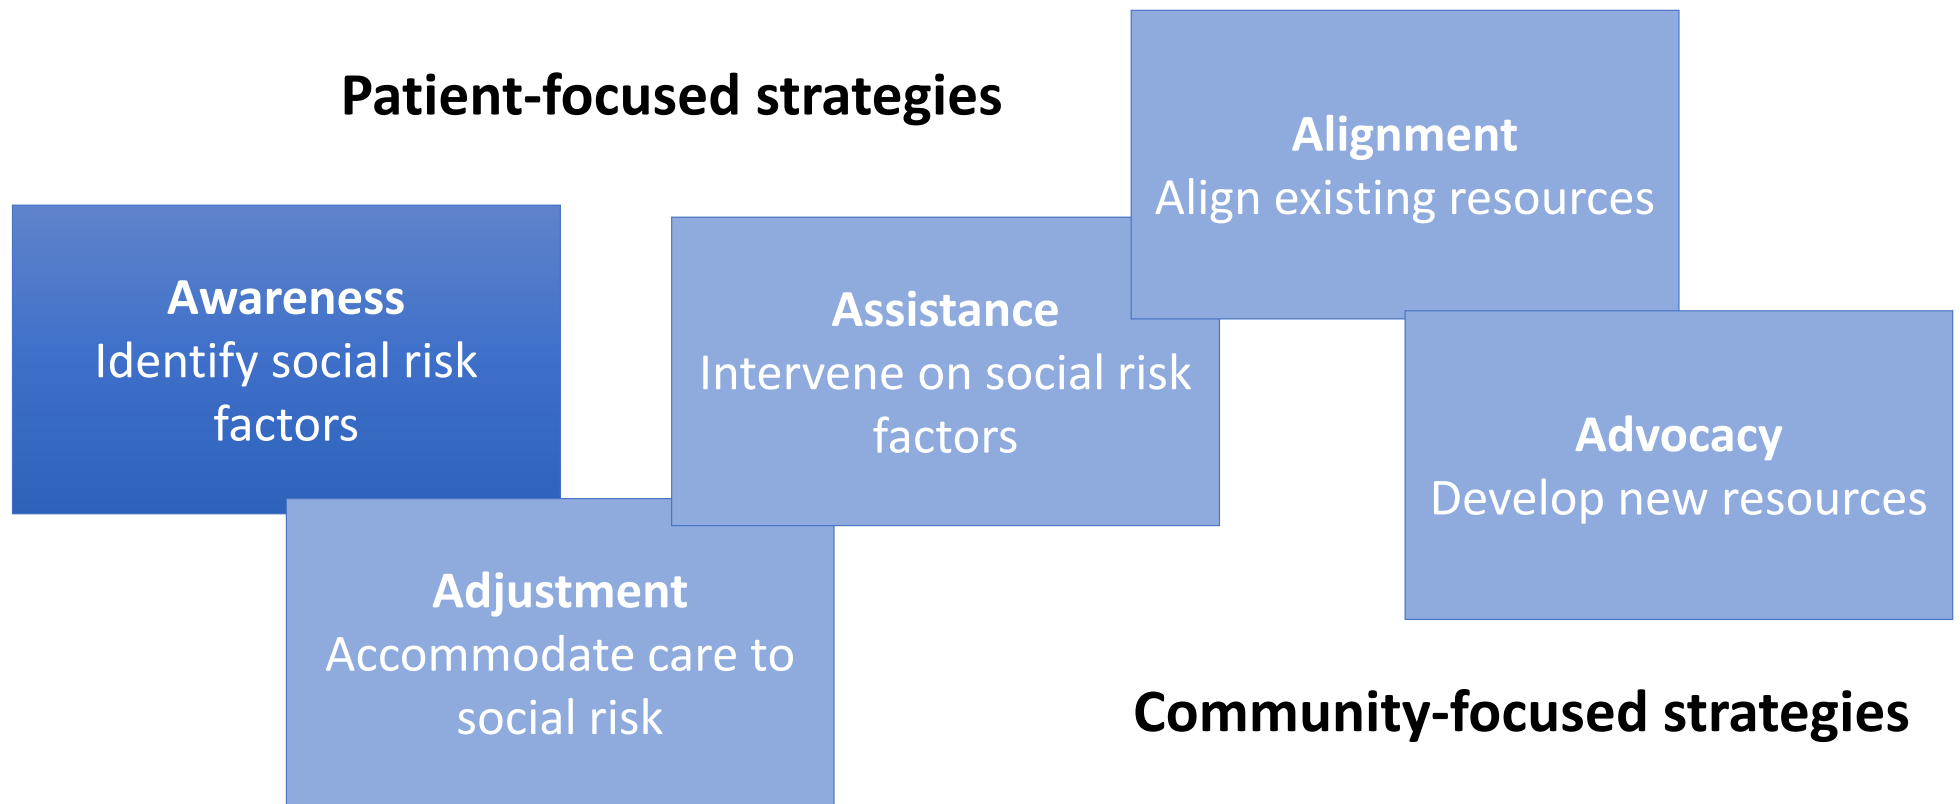 Patient-focused strategies
Awareness
Identify social risk
factors
Adjustment
Accommodate care to
social risk
Assistance
Intervene on social risk
factors
Alignment
Align existing resources
Advocacy
Develop new resources
Community-focused strategies